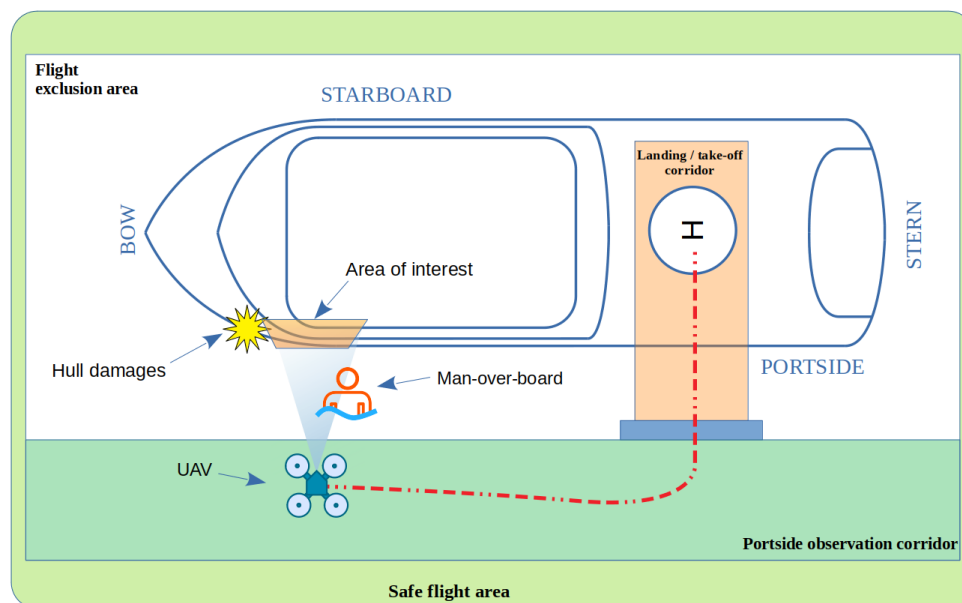 Flight
exclusion area
STARBOARD
Landing / take-off
corridor
H
BOW
STERN
Area of interest
Hull damages
PORTSIDE
Man-over-board
UAV
Portside observation corridor
Safe flight area